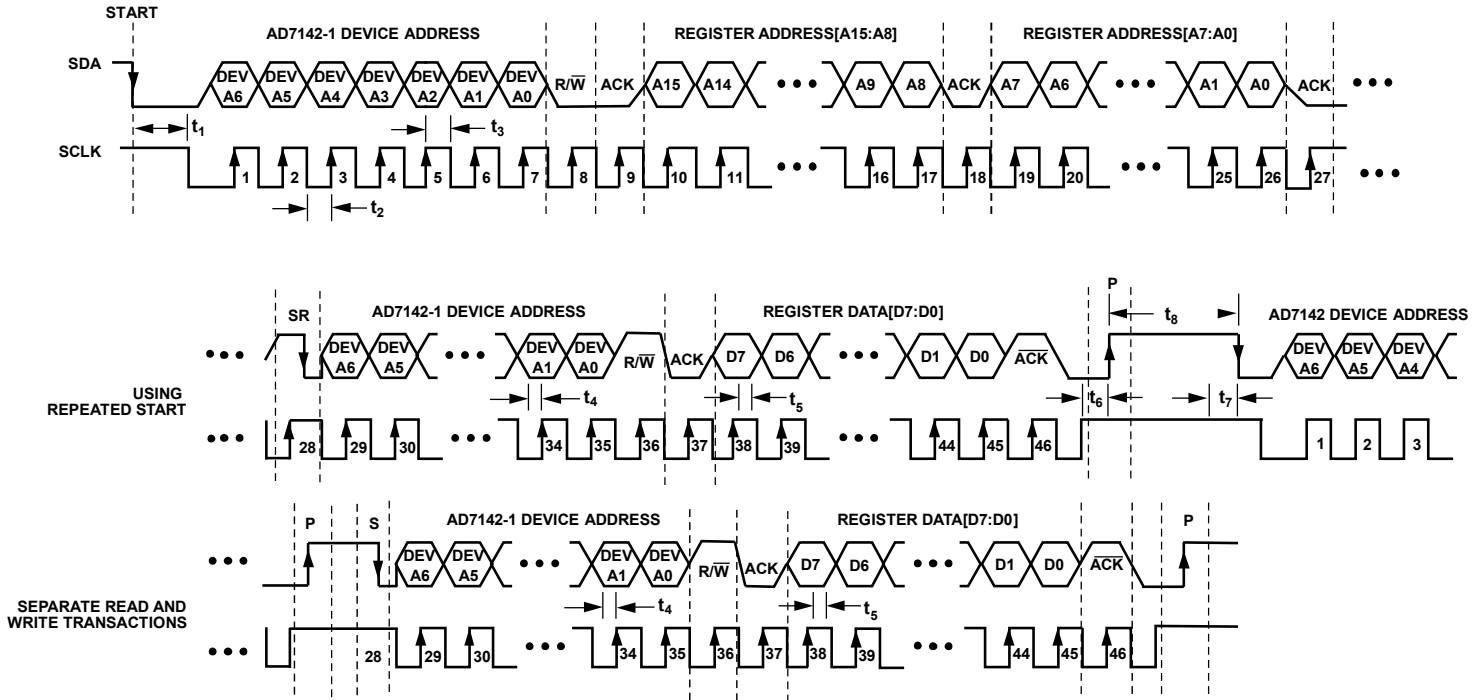 START
AD7142-1 DEVICE ADDRESS REGISTER ADDRESS[A15:A8] REGISTER ADDRESS[A7:A0]
SDA DEV A6 DEV A5 DEV A4 DEV A3 DEV A2 DEV A1 DEV A0 R/W̅ ACK A15 A14 • • • A9 A8 ACK A7 A6 • • • A1 A0 ACK • • •
t1 t3
SCLK 1 2 3 4 5 6 7 8 9 10 11 • • • 16 17 18 19 20 • • • 25 26 27 • • •
t2
P
SR AD7142-1 DEVICE ADDRESS REGISTER DATA[D7:D0] t8 AD7142 DEVICE ADDRESS
• • • DEV A6 DEV A5 • • • DEV A1 DEV A0 R/W̅ ACK D7 D6 • • • D1 D0 A̅C̅K̅ DEV A6 DEV A5 DEV A4
USING
REPEATED START
t4 t5 t6 t7
• • • 28 29 30 • • • 34 35 36 37 38 39 • • • 44 45 46 1 2 3
P S AD7142-1 DEVICE ADDRESS REGISTER DATA[D7:D0] P
• • • DEV A6 DEV A5 • • • DEV A1 DEV A0 R/W̅ ACK D7 D6 • • • D1 D0 A̅C̅K̅
t4 t5
SEPARATE READ AND
WRITE TRANSACTIONS
• • • 28 29 30 • • • 34 35 36 37 38 39 • • • 44 45 46